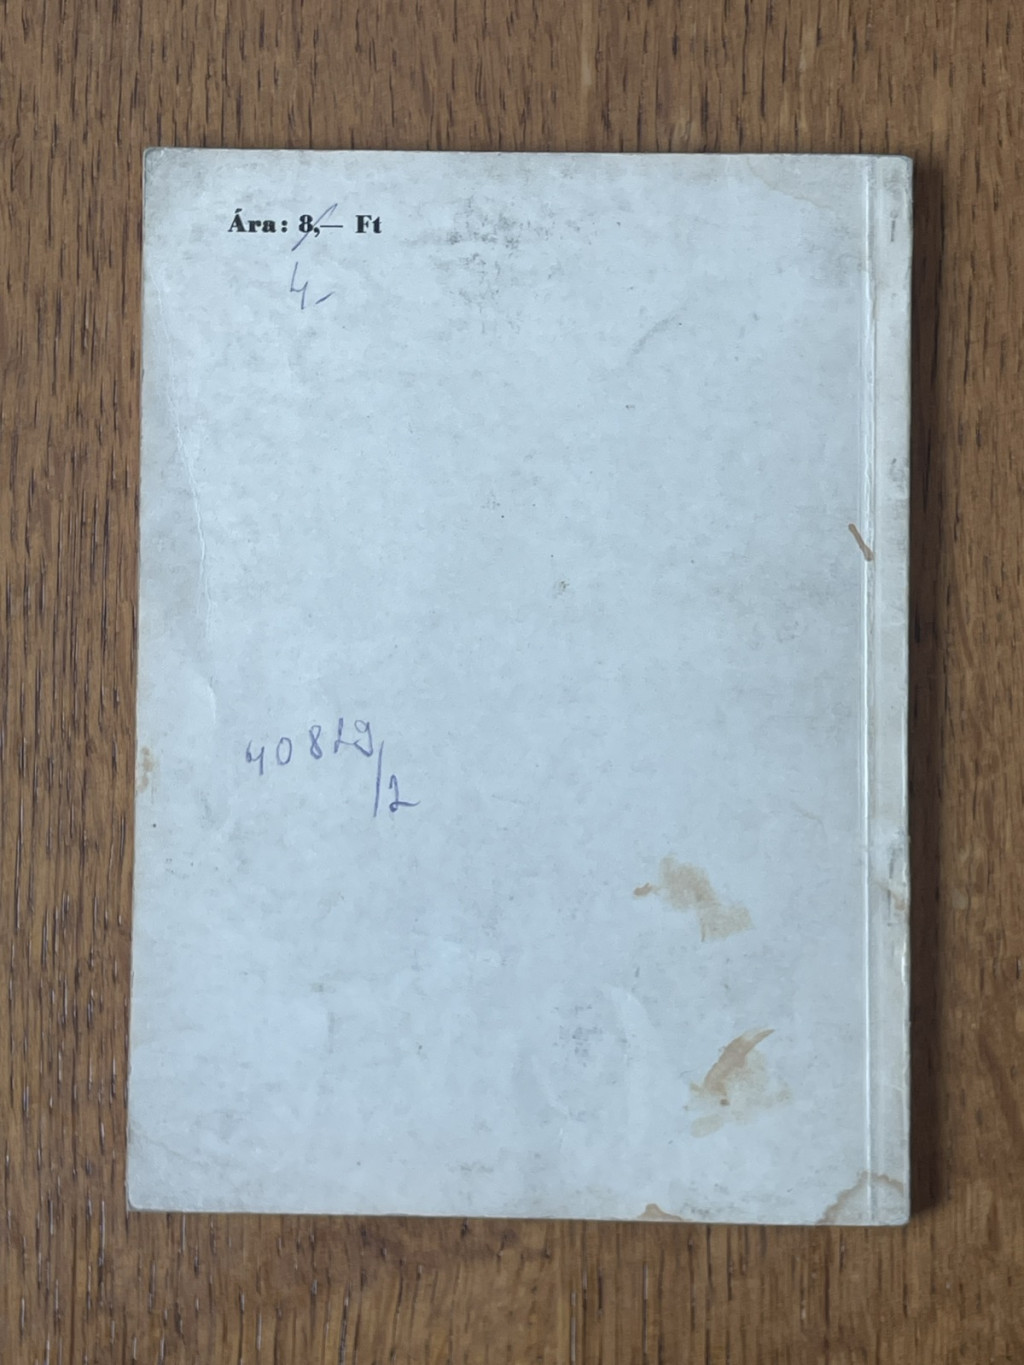 Ára: 8,— Ft
4-
40819/2